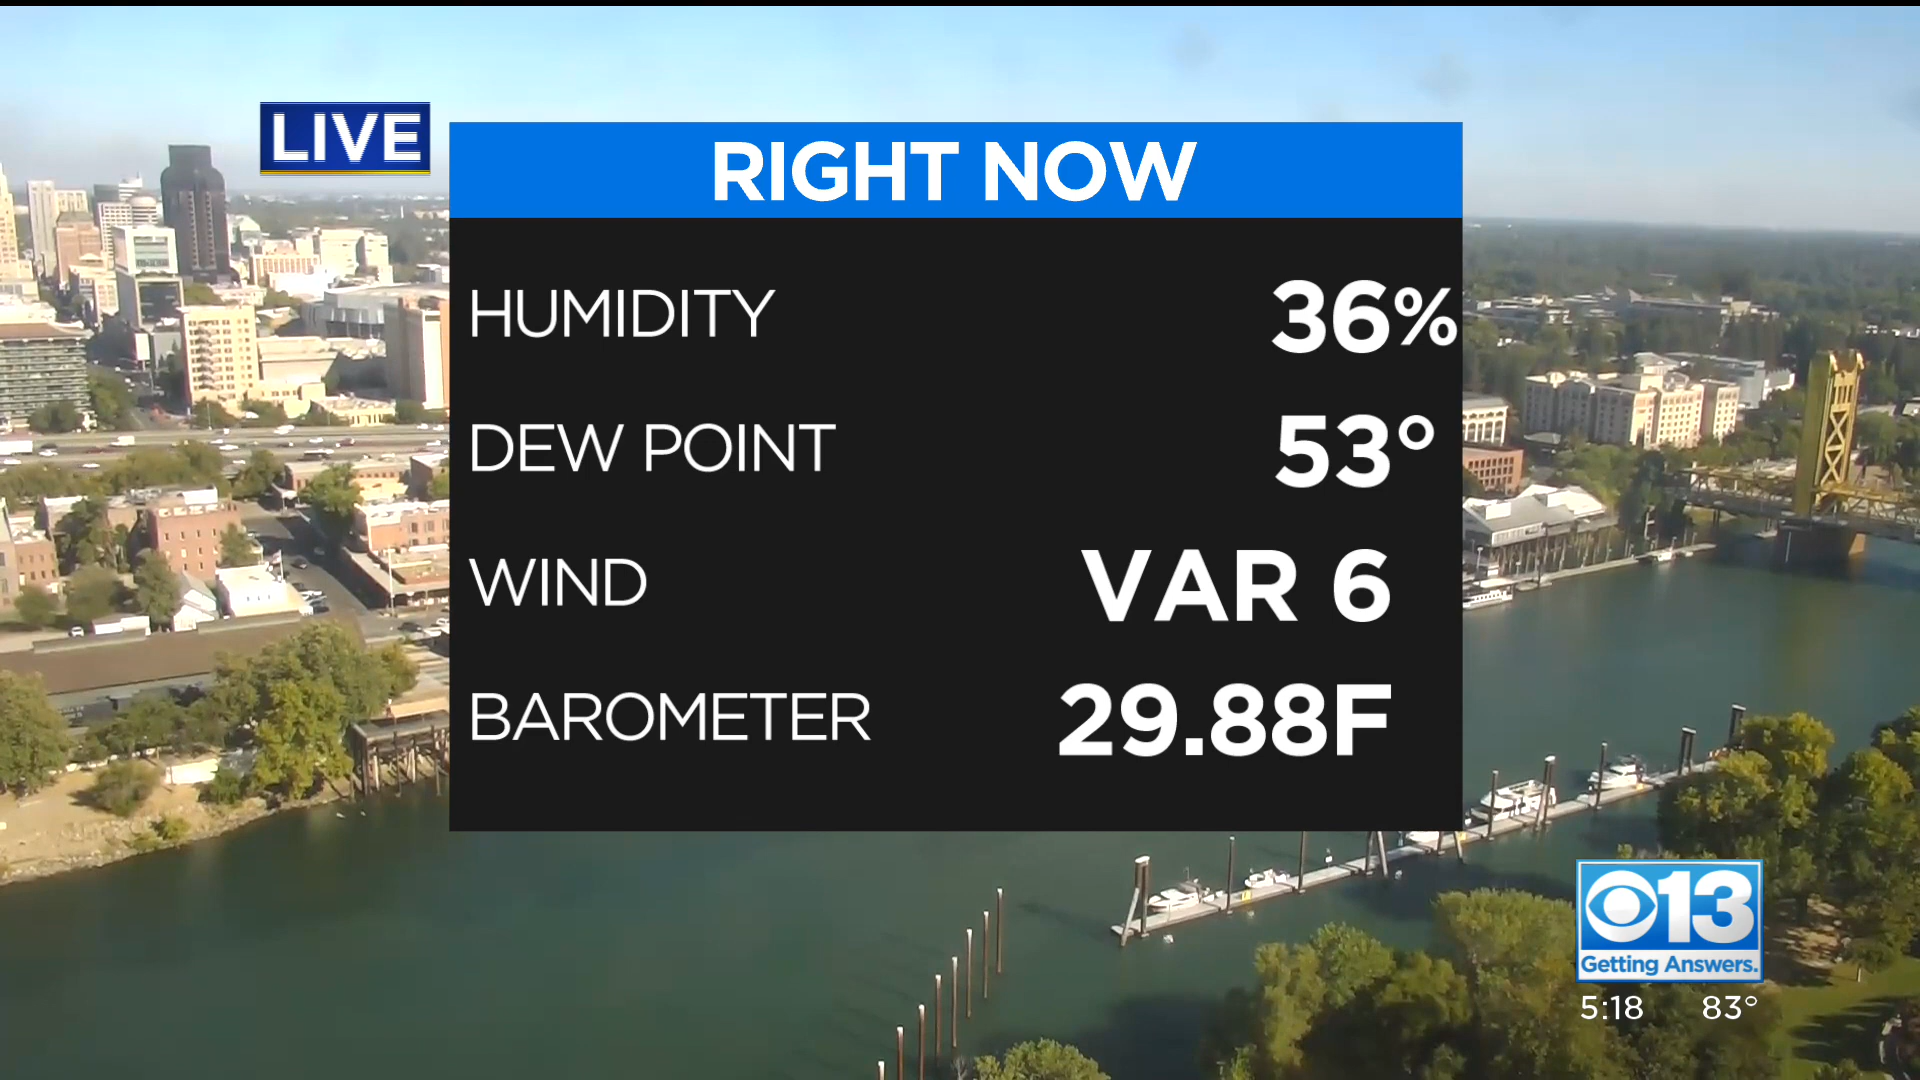 LIVE
RIGHT NOW
HUMIDITY 36%
DEW POINT 53°
WIND VAR 6
BAROMETER 29.88F
13
Getting Answers.
5:18 83°